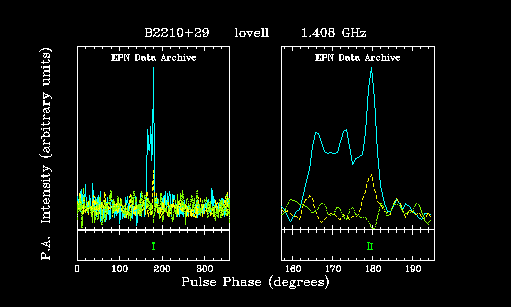 B2210+29 lovell 1.408 GHz
EPN Data Archive EPN Data Archive
P.A. Intensity (arbitrary units)
0 100 200 300 160 170 180 190
Pulse Phase (degrees)